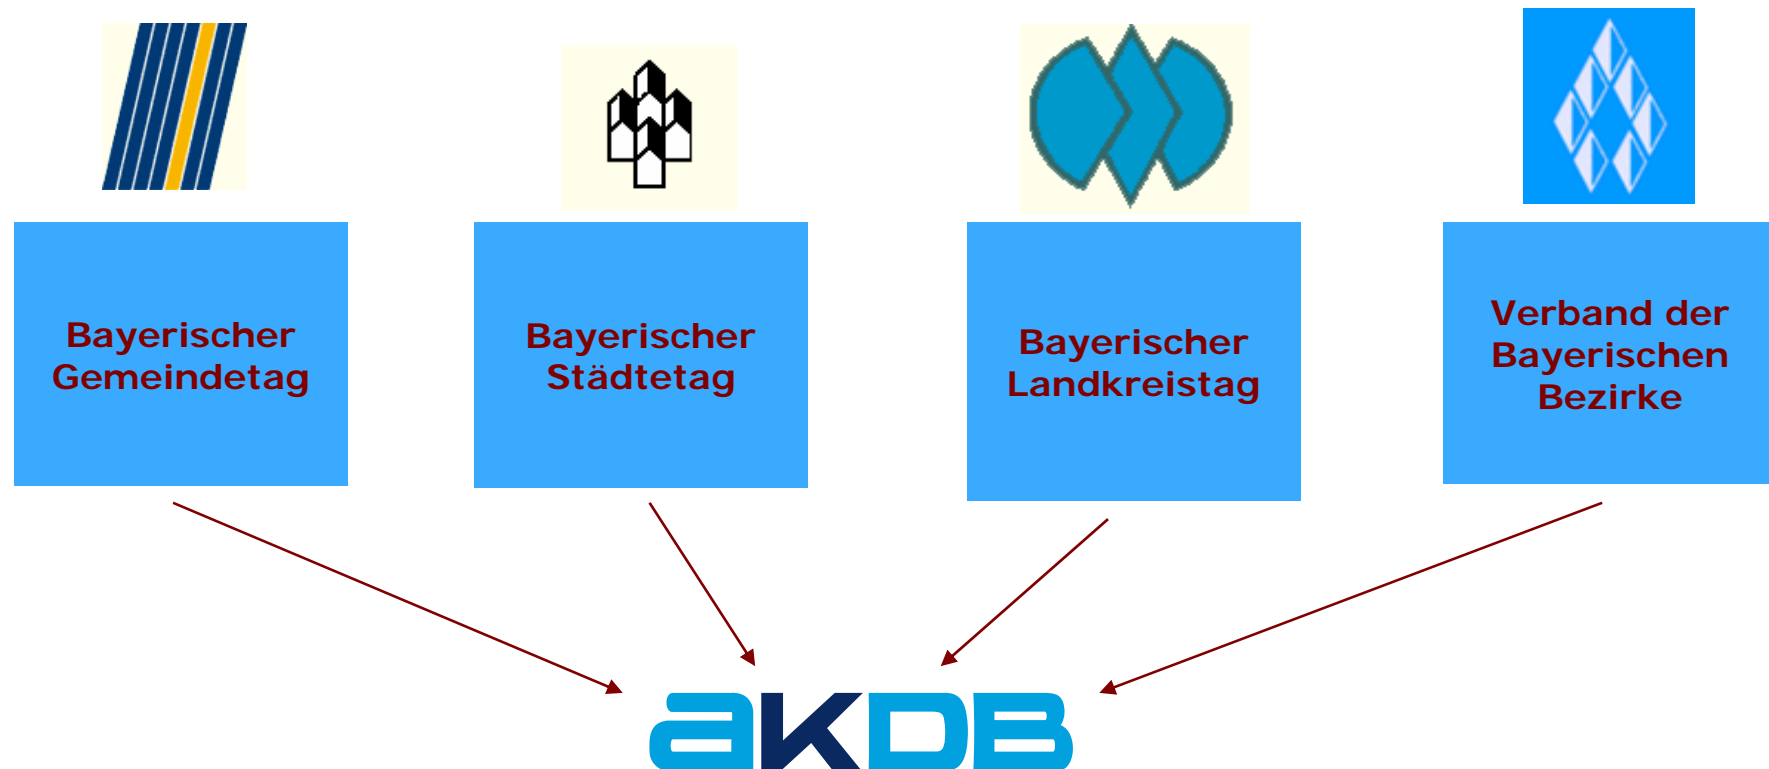 Bayerischer
Gemeindetag
Bayerischer
Städtetag
Bayerischer
Landkreistag
Verband der
Bayerischen
Bezirke
aKDB